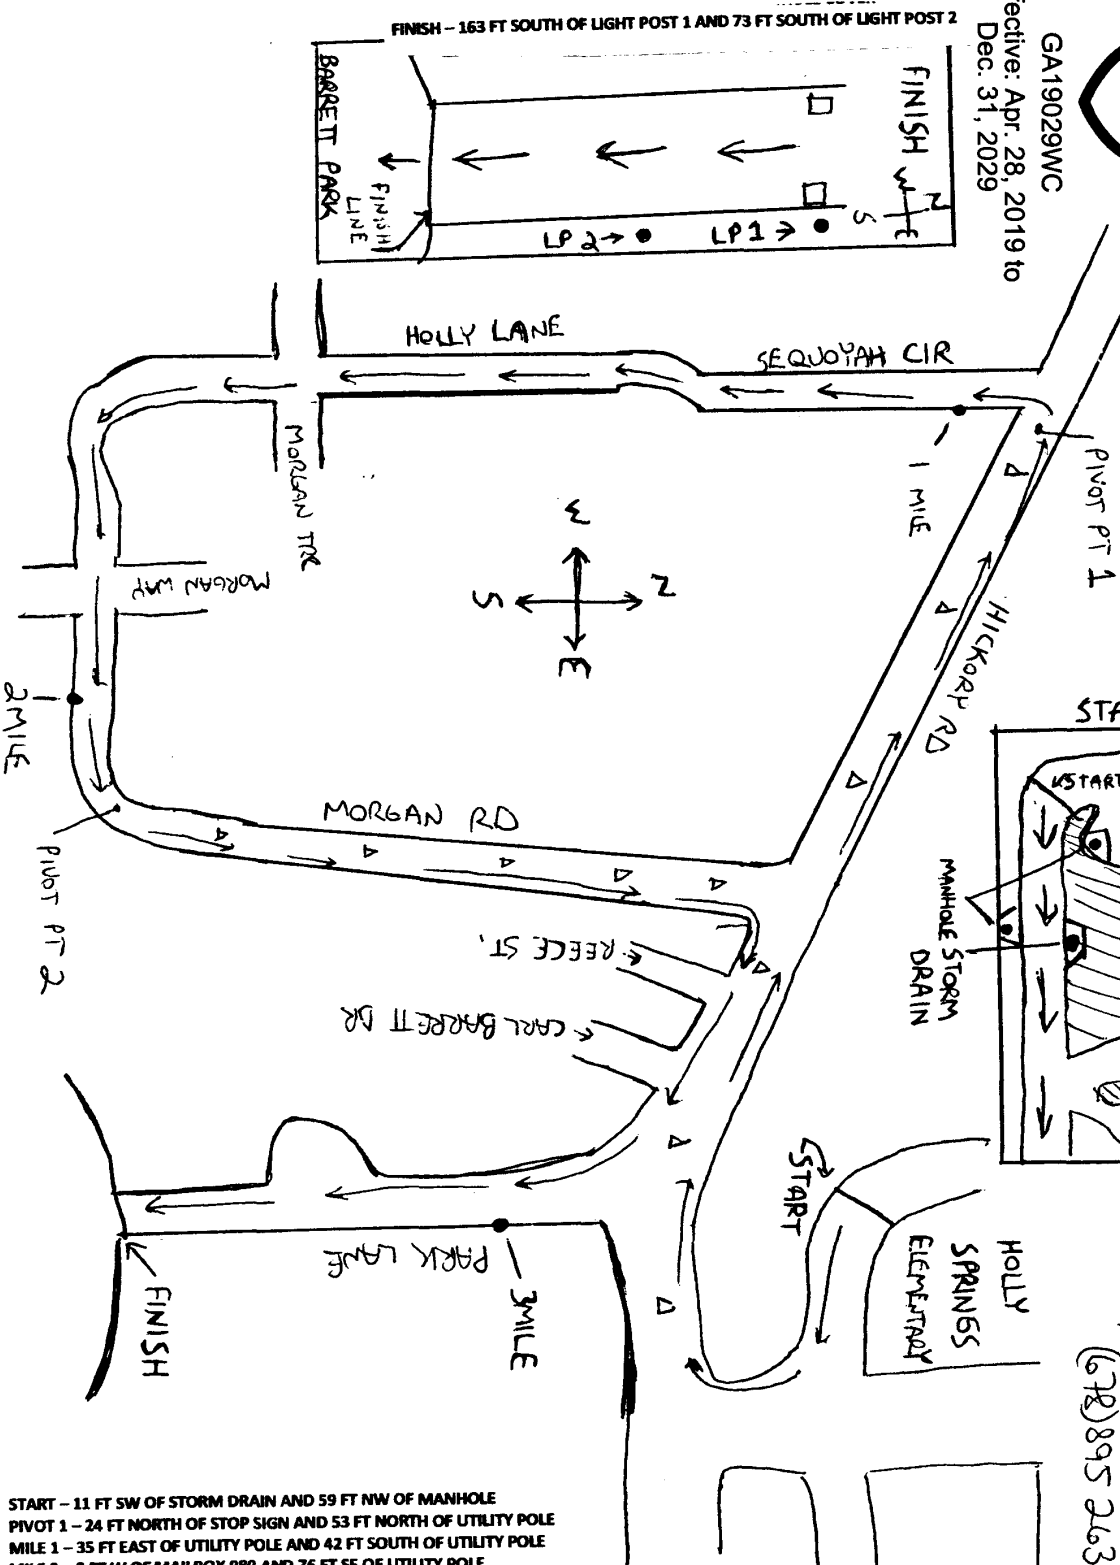 FINISH – 163 FT SOUTH OF LIGHT POST 1 AND 73 FT SOUTH OF LIGHT POST 2
GA19029WC
ective: Apr. 28, 2019 to
Dec. 31, 2029
FINISH
N
W
E
S
LP 1
LP 2
FINISH
LINE
BARRETT PARK
HOLLY LANE
SEQUOYAH CIR
1 MILE
PIVOT PT 1
MORGAN TRR
MORGAN WAY
W
N
S
E
HICKORY RD
2 MILE
PIVOT PT 2
MORGAN RD
REECE ST.
CARL BARRETT DR
STA
START
MANHOLE
STORM
DRAIN
START
HOLLY
SPRINGS
ELEMENTARY
PARK LANE
3 MILE
FINISH
(678) 895 263
START – 11 FT SW OF STORM DRAIN AND 59 FT NW OF MANHOLE
PIVOT 1 – 24 FT NORTH OF STOP SIGN AND 53 FT NORTH OF UTILITY POLE
MILE 1 – 35 FT EAST OF UTILITY POLE AND 42 FT SOUTH OF UTILITY POLE